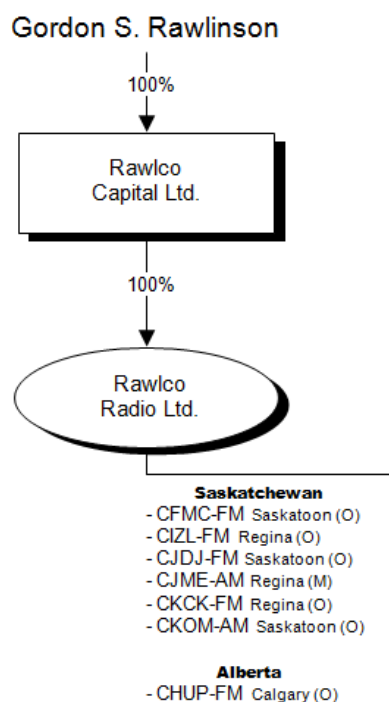 Gordon S. Rawlinson
100%
Rawlco
Capital Ltd.
100%
Rawlco
Radio Ltd.
Saskatchewan
- CFMC-FM Saskatoon (O)
- CIZL-FM Regina (O)
- CJDJ-FM Saskatoon (O)
- CJME-AM Regina (M)
- CKCK-FM Regina (O)
- CKOM-AM Saskatoon (O)
Alberta
- CHUP-FM Calgary (O)